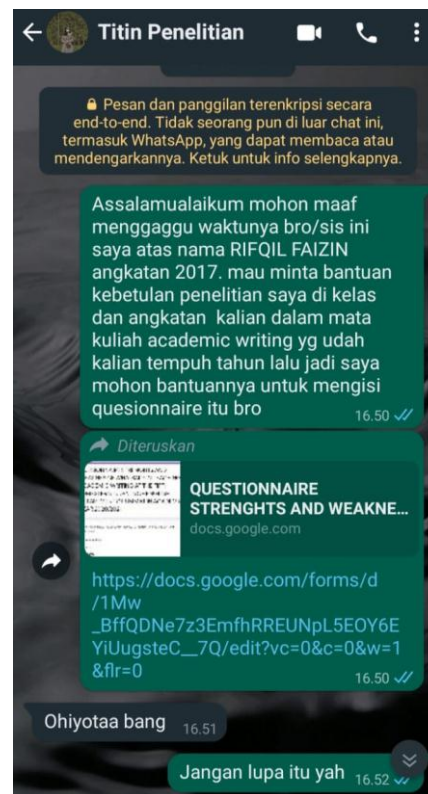 Titin Penelitian
Pesan dan panggilan terenkripsi secara
end-to-end. Tidak seorang pun di luar chat ini,
termasuk WhatsApp, yang dapat membaca atau
mendengarkannya. Ketuk untuk info selengkapnya.
Assalamualaikum mohon maaf
menggaggu waktunya bro/sis ini
saya atas nama RIFQIL FAIZIN
angkatan 2017. mau minta bantuan
kebetulan penelitian saya di kelas
dan angkatan kalian dalam mata
kuliah academic writing yg udah
kalian tempuh tahun lalu jadi saya
mohon bantuannya untuk mengisi
quesionnaire itu bro
16.50
Diteruskan
QUESTIONNAIRE
STRENGHTS AND WEAKNE...
docs.google.com
https://docs.google.com/forms/d
/1Mw
_BffQDNe7z3EmfhRREUNpL5EOY6E
YiUugsteC__7Q/edit?vc=0&c=0&w=1
&flr=0
16.50
Ohiyotaa bang 16.51
Jangan lupa itu yah 16.52